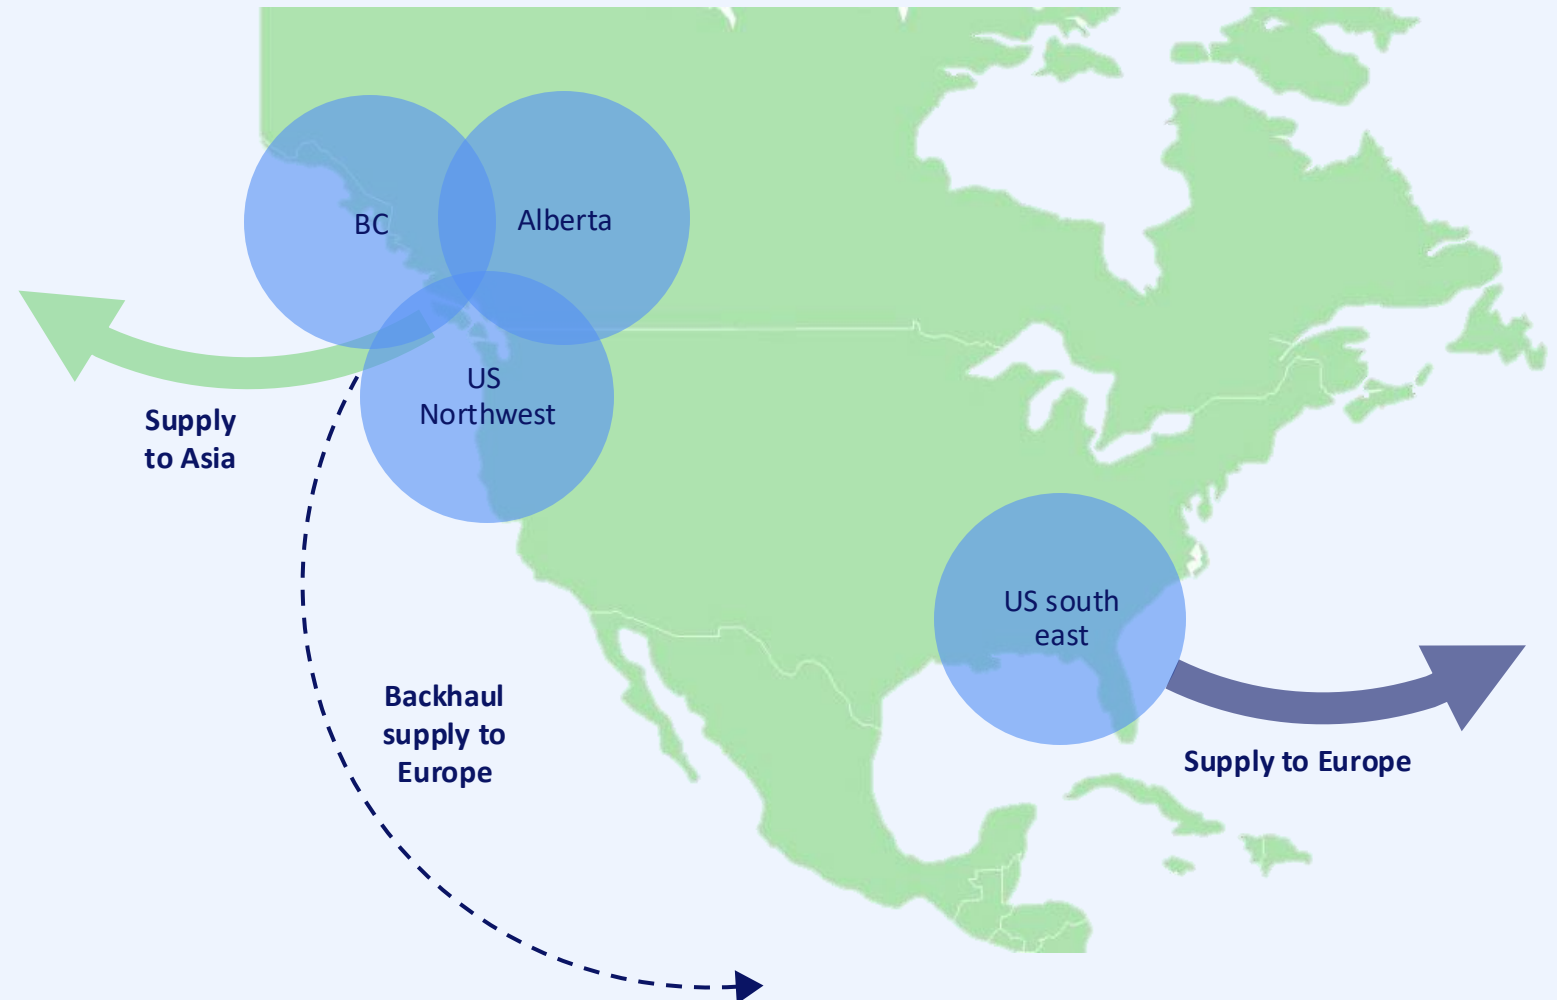 BC
Alberta
US
Northwest
Supply
to Asia
US south
east
Backhaul
supply to
Europe
Supply to Europe